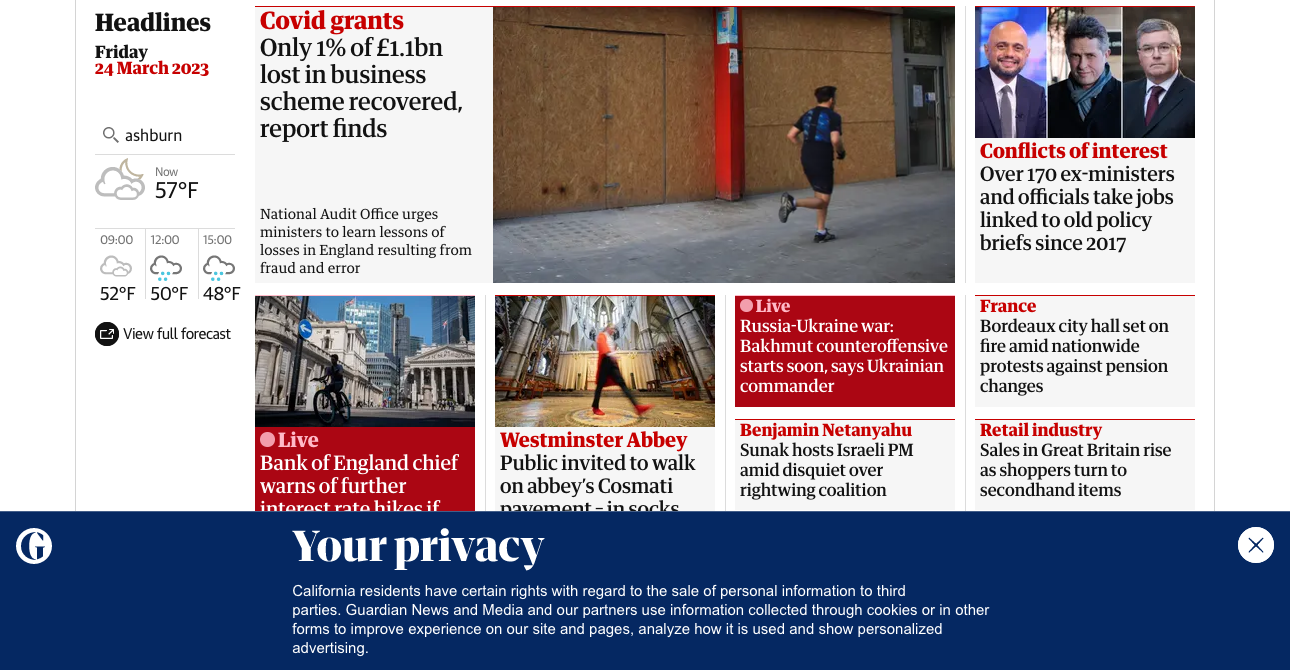 Headlines
Friday
24 March 2023
ashburn
Now
57°F
09:00
12:00
15:00
52°F
50°F
48°F
View full forecast
Covid grants
Only 1% of £1.1bn
lost in business
scheme recovered,
report finds
National Audit Office urges
ministers to learn lessons of
losses in England resulting from
fraud and error
Conflicts of interest
Over 170 ex-ministers
and officials take jobs
linked to old policy
briefs since 2017
Live
Bank of England chief
warns of further
interest rate hikes if
Westminster Abbey
Public invited to walk
on abbey’s Cosmati
pavement – in socks
Live
Russia-Ukraine war:
Bakhmut counteroffensive
starts soon, says Ukrainian
commander
Benjamin Netanyahu
Sunak hosts Israeli PM
amid disquiet over
rightwing coalition
France
Bordeaux city hall set on
fire amid nationwide
protests against pension
changes
Retail industry
Sales in Great Britain rise
as shoppers turn to
secondhand items
G
Your privacy
California residents have certain rights with regard to the sale of personal information to third
parties. Guardian News and Media and our partners use information collected through cookies or in other
forms to improve experience on our site and pages, analyze how it is used and show personalized
advertising.